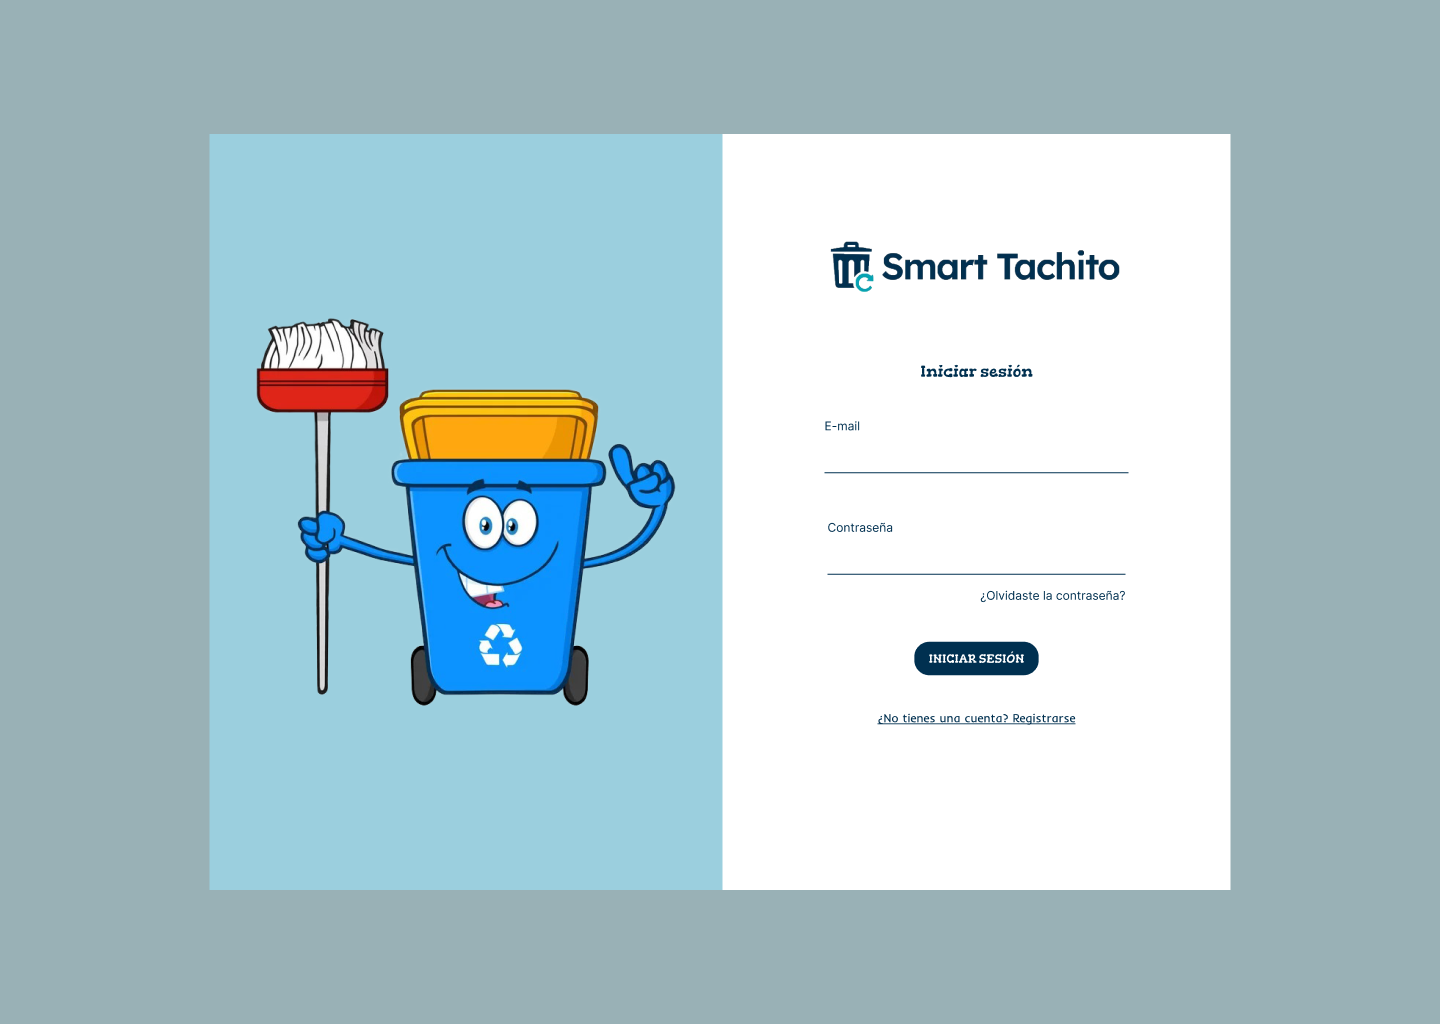 Smart Tachito
Iniciar sesión
E-mail
Contraseña
¿Olvidaste la contraseña?
INICIAR SESIÓN
¿No tienes una cuenta? Registrarse